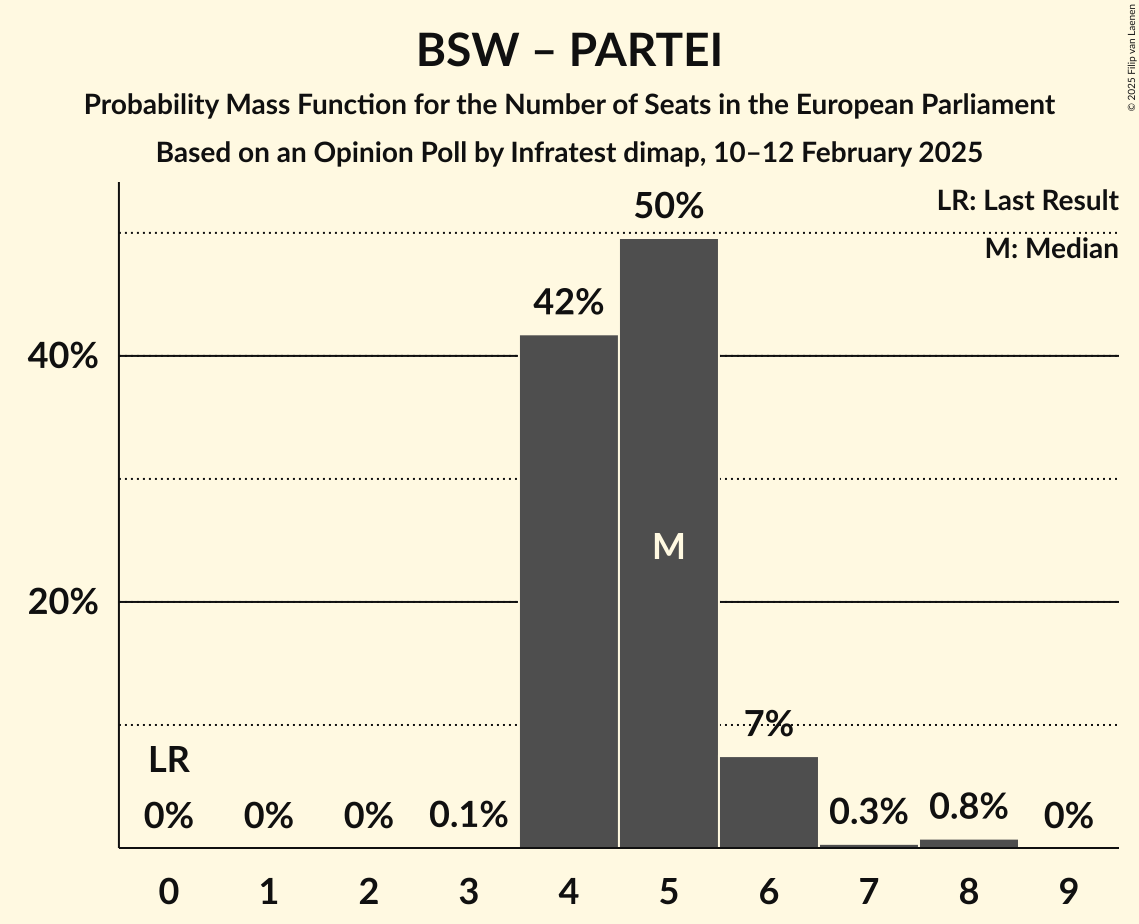 BSW – PARTEI
Probability Mass Function for the Number of Seats in the European Parliament
Based on an Opinion Poll by Infratest dimap, 10–12 February 2025
© 2025 Filip van Laenen
LR: Last Result
M: Median
50%
42%
40%
M
20%
7%
LR
0% 0% 0% 0.1% 0.3% 0.8% 0%
0 1 2 3 4 5 6 7 8 9